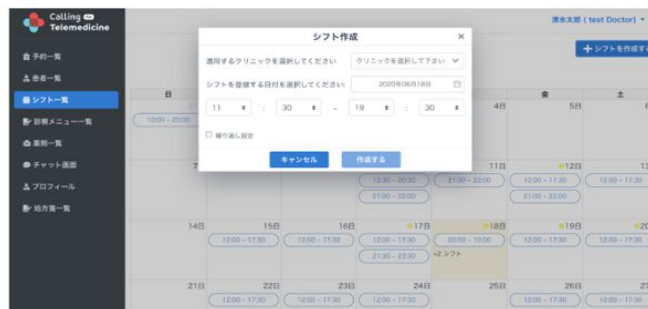 Calling
Telemedicine
清水太郎 ( test Doctor)
シフト作成
×
予約一覧
適用するクリニックを選択してください
クリニックを選択して下さい
+ シフトを作成する
患者一覧
シフトを登録する日付を選択してください:
2020年06月18日
シフト一覧
日
金
土
11 : 30 – 19 : 30
4日
5日
診療メニュー一覧
10:00 – 20:00
薬剤一覧
繰り返し設定
チャット画面
キャンセル
作成する
7
11日
12日
13
プロフィール
12:30 – 20:30
21:00 – 22:00
12:00 – 17:30
12:00 – 17:30
処方箋一覧
21:00 – 22:00
21:00 – 22:00
14日
15日
16日
17日
18日
19日
20
12:00 – 17:30
12:00 – 17:30
12:00 – 17:30
00:00 – 10:00
12:00 – 17:30
12:00 – 17:30
21:30 – 23:30
+2 シフト
21日
22日
23日
24日
25日
26日
27
12:00 – 17:30
12:00 – 17:30
12:00 – 17:30
12:00 – 17:30
12:00 – 17:30